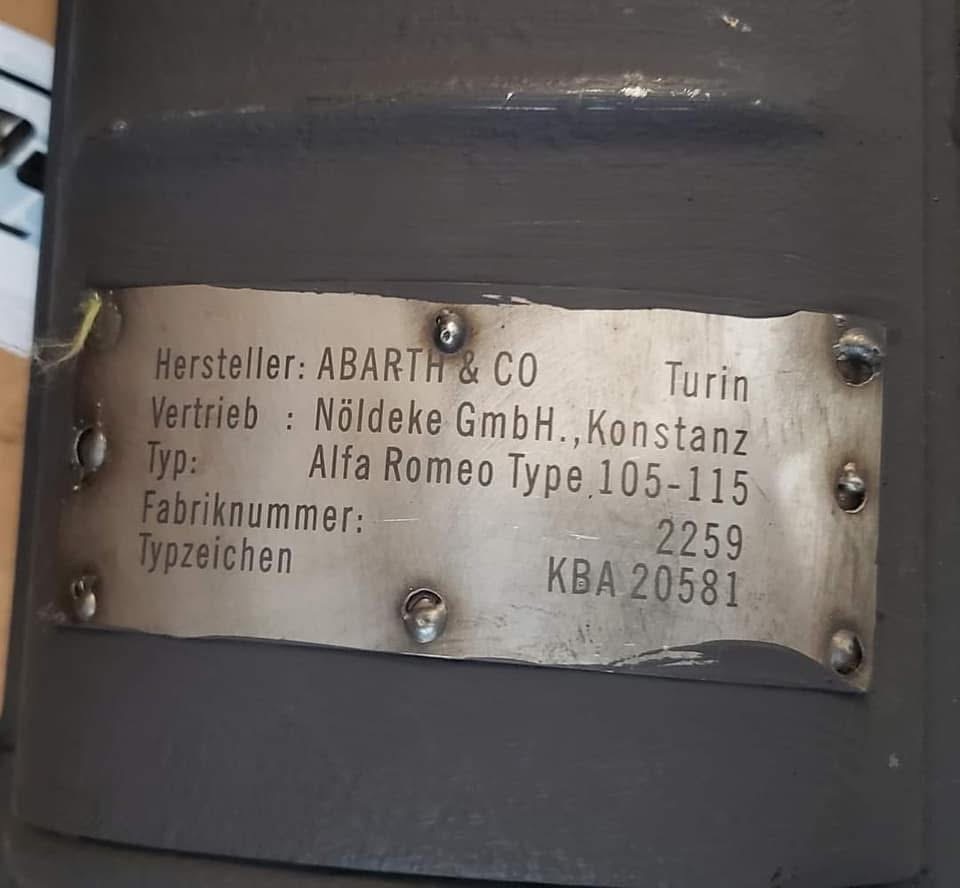 Hersteller: ABARTH & CO Turin
Vertrieb : Nöldeke GmbH., Konstanz
Typ: Alfa Romeo Type 105-115
Fabriknummer: 2259
Typzeichen KBA 20581